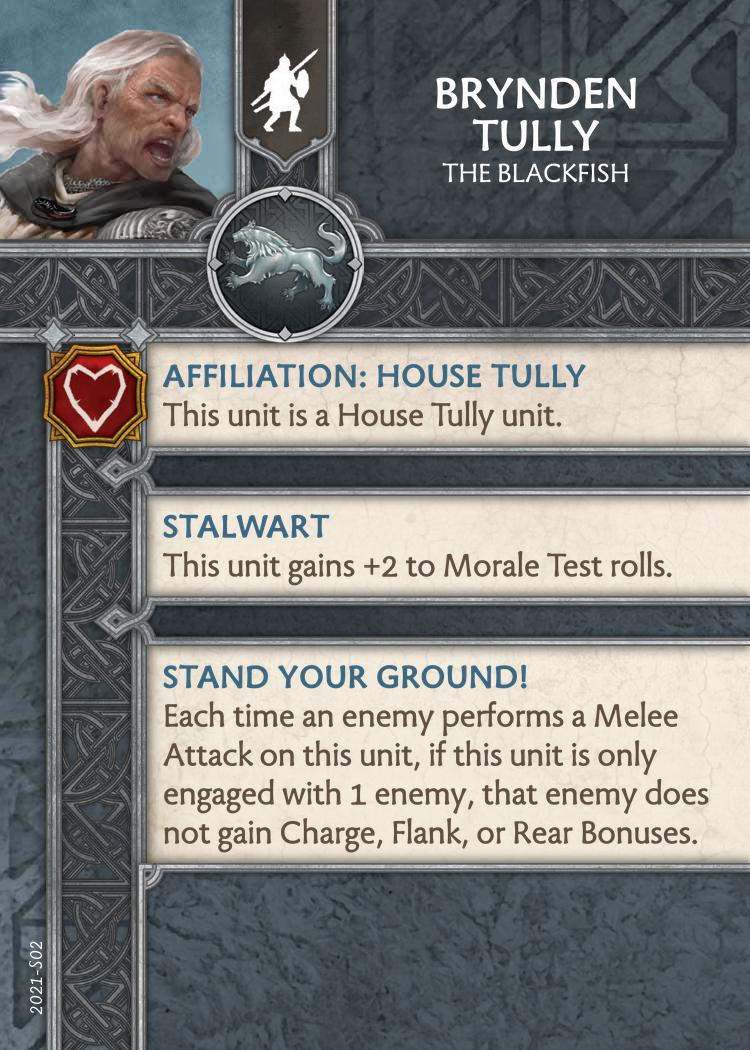 BRYNDEN
TULLY
THE BLACKFISH
AFFILIATION: HOUSE TULLY
This unit is a House Tully unit.
STALWART
This unit gains +2 to Morale Test rolls.
STAND YOUR GROUND!
Each time an enemy performs a Melee
Attack on this unit, if this unit is only
engaged with 1 enemy, that enemy does
not gain Charge, Flank, or Rear Bonuses.
2021-S02